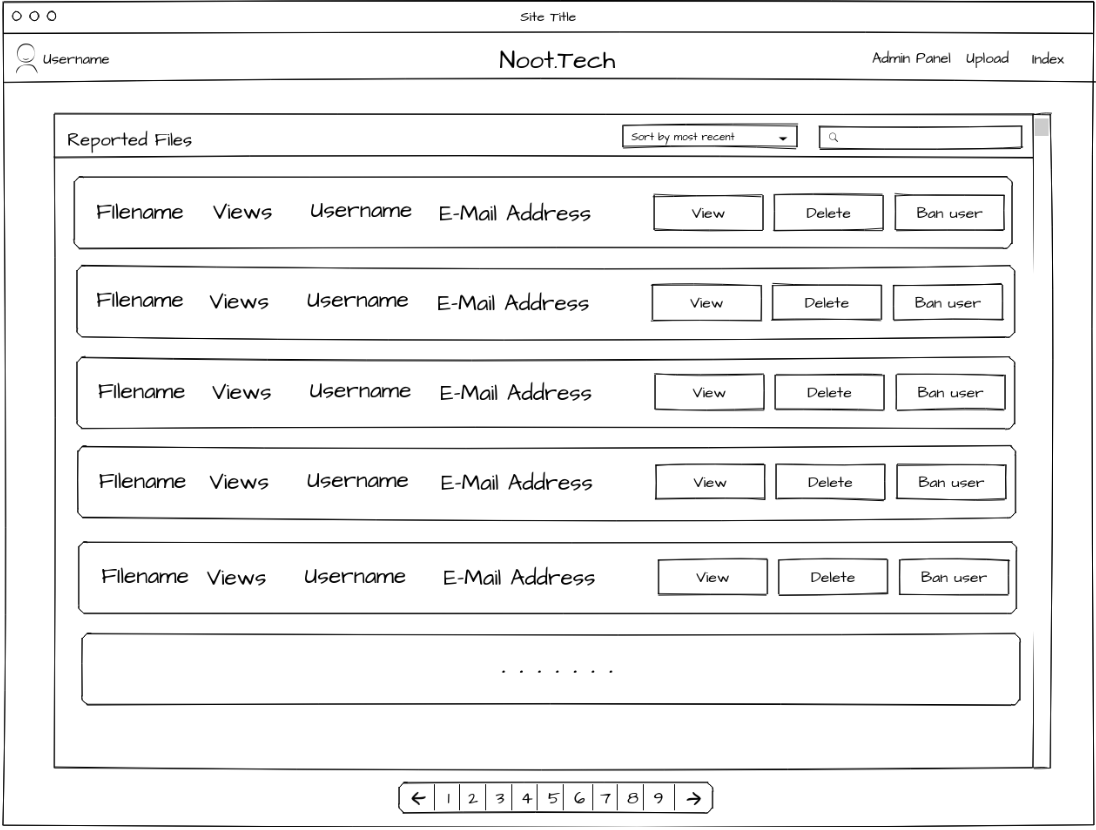 Site Title
Username Noot.Tech Admin Panel Upload Index
Reported Files Sort by most recent
Filename Views Username E-Mail Address View Delete Ban user
Filename Views Username E-Mail Address View Delete Ban user
Filename Views Username E-Mail Address View Delete Ban user
Filename Views Username E-Mail Address View Delete Ban user
Filename Views Username E-Mail Address View Delete Ban user
. . . . . . .
← 1 2 3 4 5 6 7 8 9 →